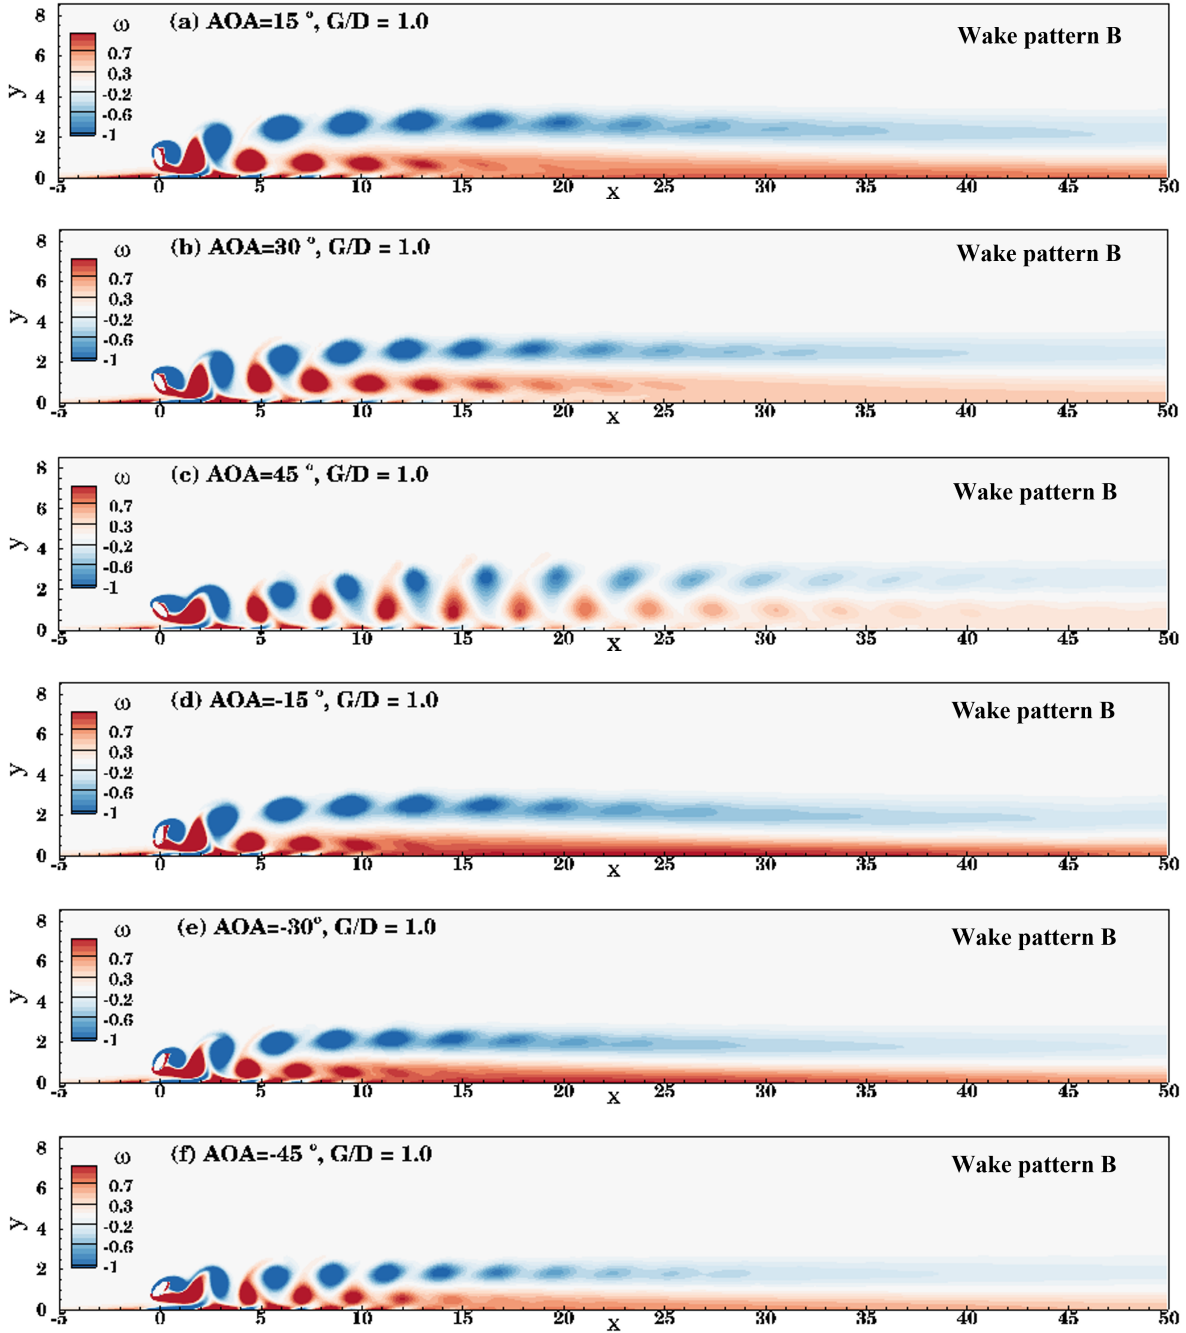 (a) AOA=15 °, G/D = 1.0
Wake pattern B
ω
0.7
0.3
-0.2
-0.6
-1
8
6
4
2
0
y
-5 0 5 10 15 20 25 30 35 40 45 50
x
(b) AOA=30 °, G/D = 1.0
Wake pattern B
ω
0.7
0.3
-0.2
-0.6
-1
8
6
4
2
0
y
-5 0 5 10 15 20 25 30 35 40 45 50
x
(c) AOA=45 °, G/D = 1.0
Wake pattern B
ω
0.7
0.3
-0.2
-0.6
-1
8
6
4
2
0
y
-5 0 5 10 15 20 25 30 35 40 45 50
x
(d) AOA=-15 °, G/D = 1.0
Wake pattern B
ω
0.7
0.3
-0.2
-0.6
-1
8
6
4
2
0
y
-5 0 5 10 15 20 25 30 35 40 45 50
x
(e) AOA=-30°, G/D = 1.0
Wake pattern B
ω
0.7
0.3
-0.2
-0.6
-1
8
6
4
2
0
y
-5 0 5 10 15 20 25 30 35 40 45 50
x
(f) AOA=-45 °, G/D = 1.0
Wake pattern B
ω
0.7
0.3
-0.2
-0.6
-1
8
6
4
2
0
y
-5 0 5 10 15 20 25 30 35 40 45 50
x